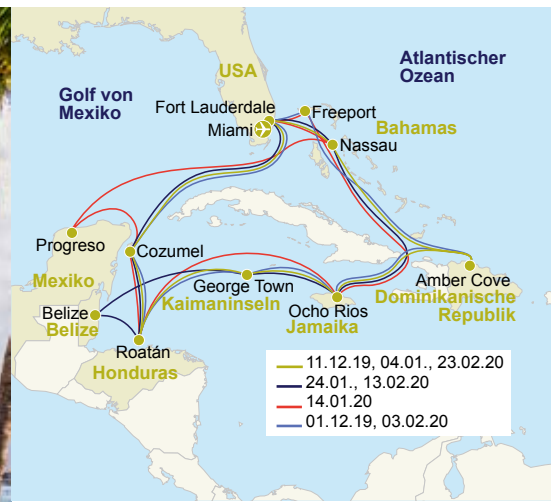 USA
Atlantischer
Ozean
Golf von
Mexiko
Fort Lauderdale
Freeport
Miami
Bahamas
Nassau
Progreso
Cozumel
Mexiko
George Town
Kaimaninseln
Amber Cove
Dominikanische
Republik
Ocho Rios
Jamaika
Belize
Belize
Roatán
Honduras
11.12.19, 04.01., 23.02.20
24.01., 13.02.20
14.01.20
01.12.19, 03.02.20